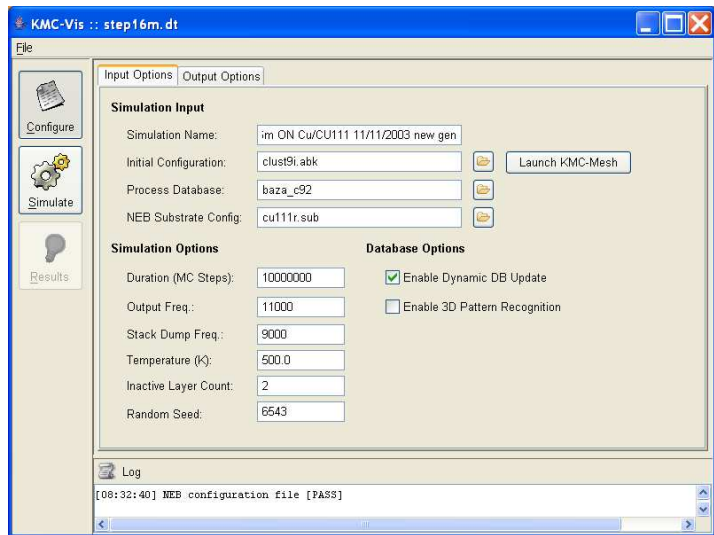 KMC-Vis :: step16m.dt
File
Configure
Simulate
Results
Input Options Output Options
Simulation Input
Simulation Name: im ON Cu/CU111 11/11/2003 new gen
Initial Configuration: clust9i.abk Launch KMC-Mesh
Process Database: baza_c92
NEB Substrate Config: cu111r.sub
Simulation Options Database Options
Duration (MC Steps): 10000000 Enable Dynamic DB Update
Output Freq.: 11000 Enable 3D Pattern Recognition
Stack Dump Freq.: 9000
Temperature (K): 500.0
Inactive Layer Count: 2
Random Seed: 6543
Log
[08:32:40] NEB configuration file [PASS]